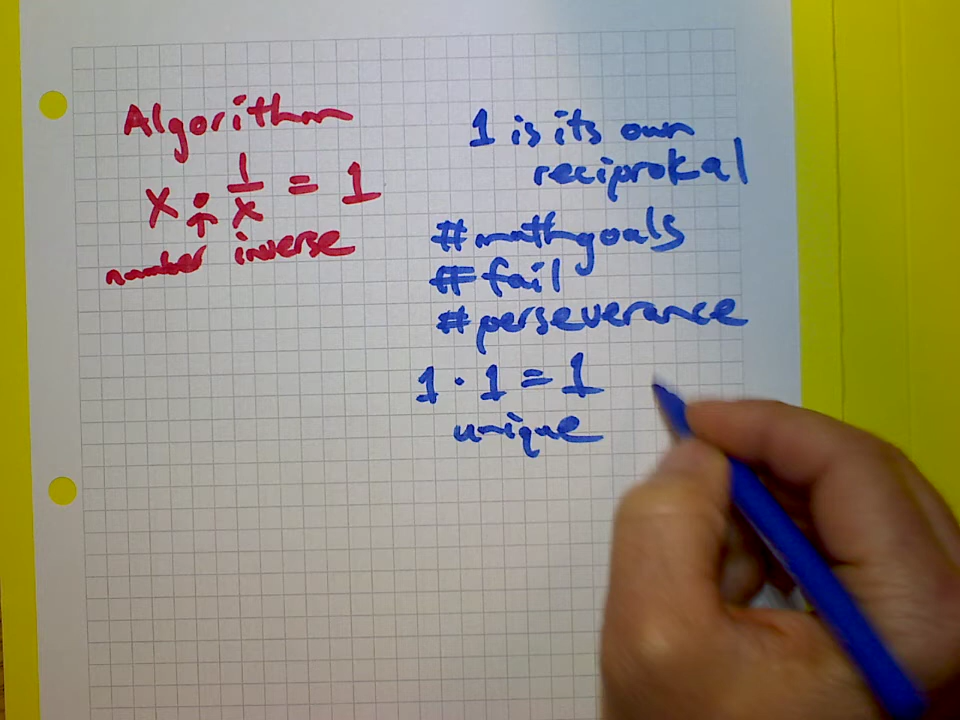 Algorithm
x · 1/x = 1
↑
number inverse
1 is its own
reciprokal
#mathgoals
#fail
#perseverance
1 · 1 = 1
unique